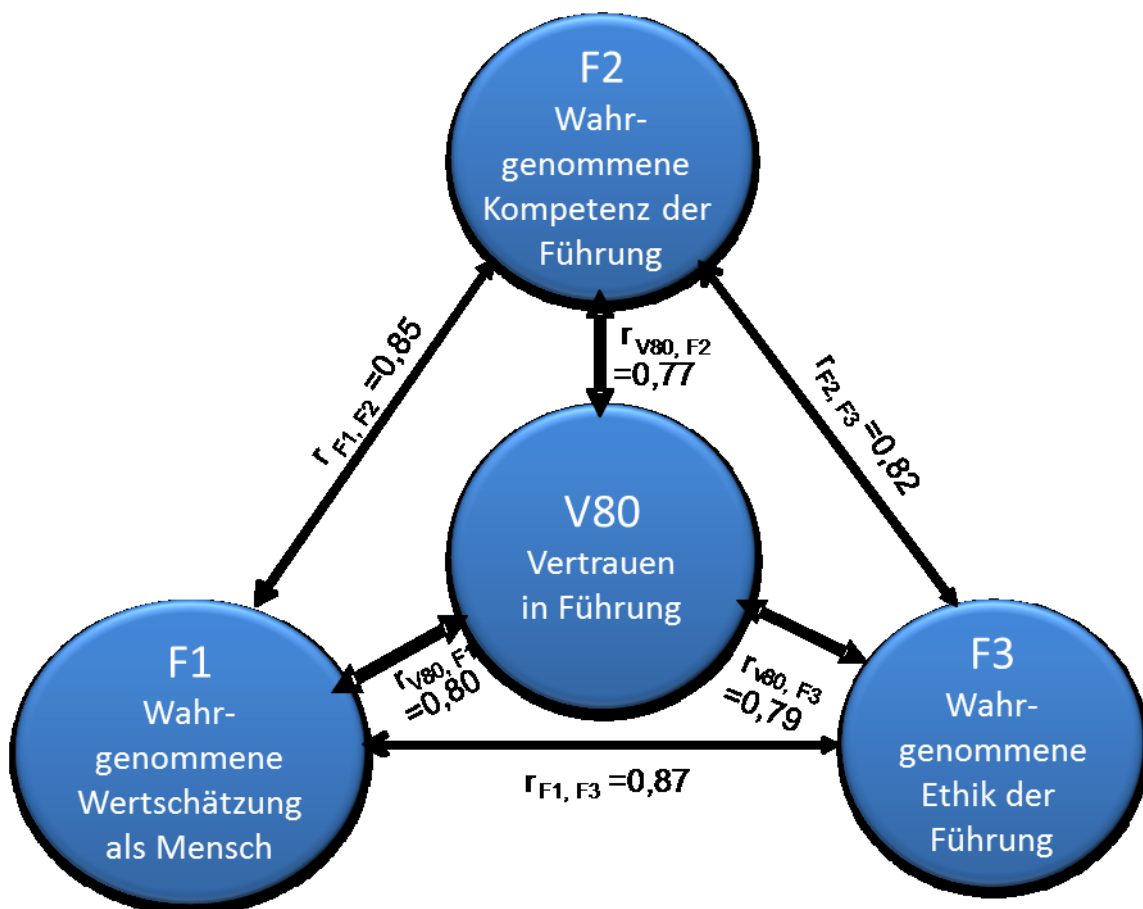 F2
Wahr-
genommene
Kompetenz der
Führung
r F1, F2 =0,85
r V80, F2
=0,77
r F2, F3 =0,82
V80
Vertrauen
in Führung
F1
Wahr-
genommene
Wertschätzung
als Mensch
r V80, F1
=0,80
r v80, F3
=0,79
F3
Wahr-
genommene
Ethik der
Führung
r F1, F3 =0,87